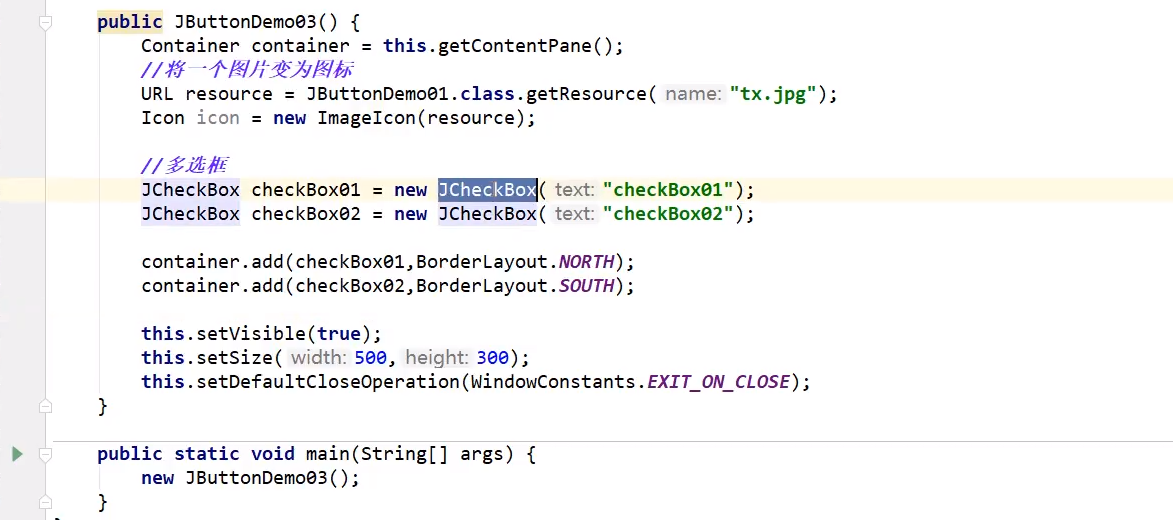 public JButtonDemo03() {
Container container = this.getContentPane();
//将一个图片变为图标
URL resource = JButtonDemo01.class.getResource( name: "tx.jpg");
Icon icon = new ImageIcon(resource);
//多选框
JCheckBox checkBox01 = new JCheckBox( text: "checkBox01");
JCheckBox checkBox02 = new JCheckBox( text: "checkBox02");
container.add(checkBox01,BorderLayout.NORTH);
container.add(checkBox02,BorderLayout.SOUTH);
this.setVisible(true);
this.setSize( width: 500, height: 300);
this.setDefaultCloseOperation(WindowConstants.EXIT_ON_CLOSE);
}
public static void main(String[] args) {
new JButtonDemo03();
}